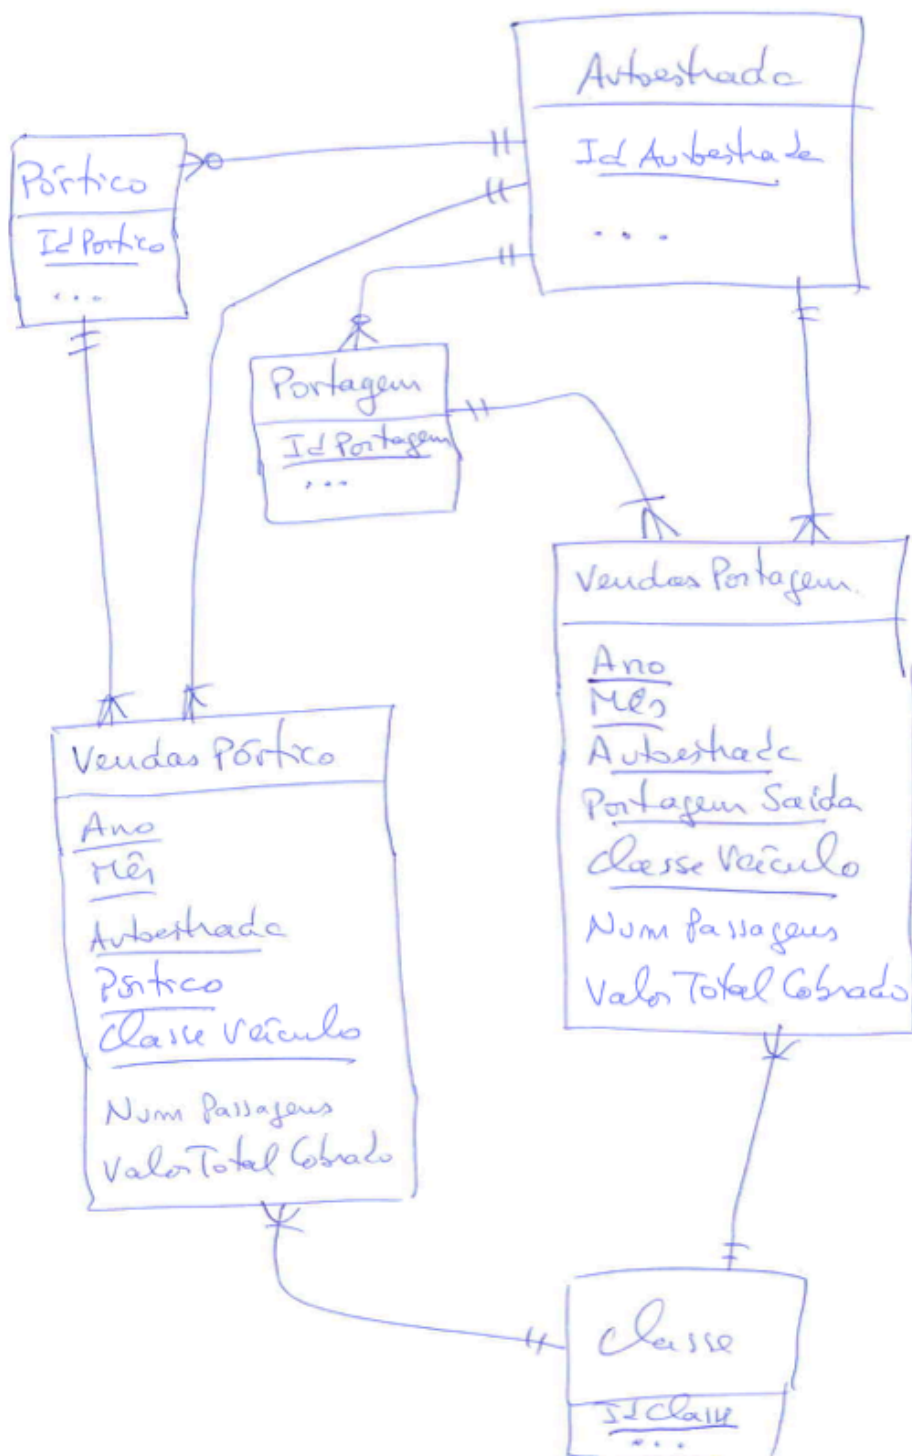 Autoestrada
Id Autoestrada
...
Pórtico
Id Portico
...
Portagem
Id Portagem
...
Vendas Portagem
Ano
Mês
Autoestrada
Portagem Saída
Classe Veículo
Num Passagens
Valor Total Cobrado
Vendas Pórtico
Ano
Mês
Autoestrada
Pórtico
Classe Veículo
Num Passagens
Valor Total Cobrado
Classe
Id Classe
...